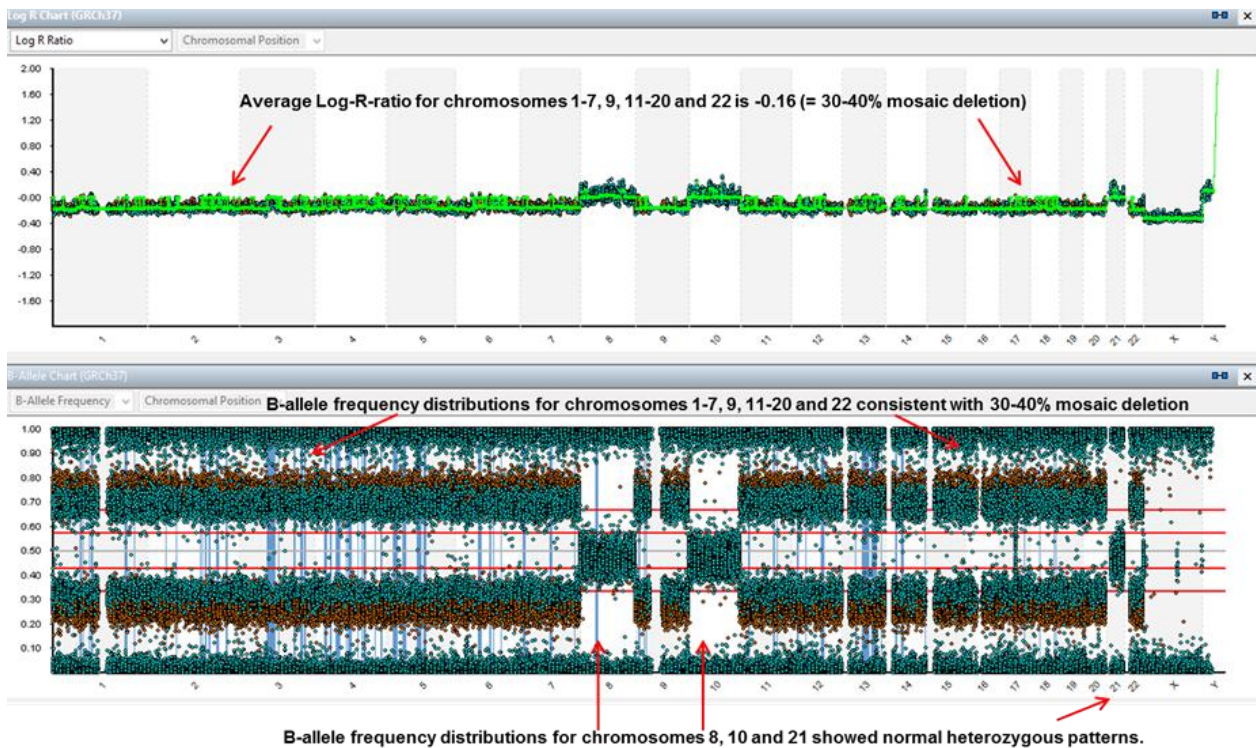 Log R Chart (GRCh37)
Log R Ratio Chromosomal Position
2.00
1.60
1.20
0.80
0.40
-0.00
-0.40
-0.80
-1.20
-1.60
Average Log-R-ratio for chromosomes 1-7, 9, 11-20 and 22 is -0.16 (= 30-40% mosaic deletion)
1 2 3 4 5 6 7 8 9 10 11 12 13 14 15 16 17 18 19 20 21 22 X Y
B-Allele Chart (GRCh37)
B-Allele Frequency Chromosomal Position
B-allele frequency distributions for chromosomes 1-7, 9, 11-20 and 22 consistent with 30-40% mosaic deletion
1.00
0.90
0.80
0.70
0.60
0.50
0.40
0.30
0.20
0.10
1 2 3 4 5 6 7 8 9 10 11 12 13 14 15 16 17 18 19 20 21 22 X Y
B-allele frequency distributions for chromosomes 8, 10 and 21 showed normal heterozygous patterns.